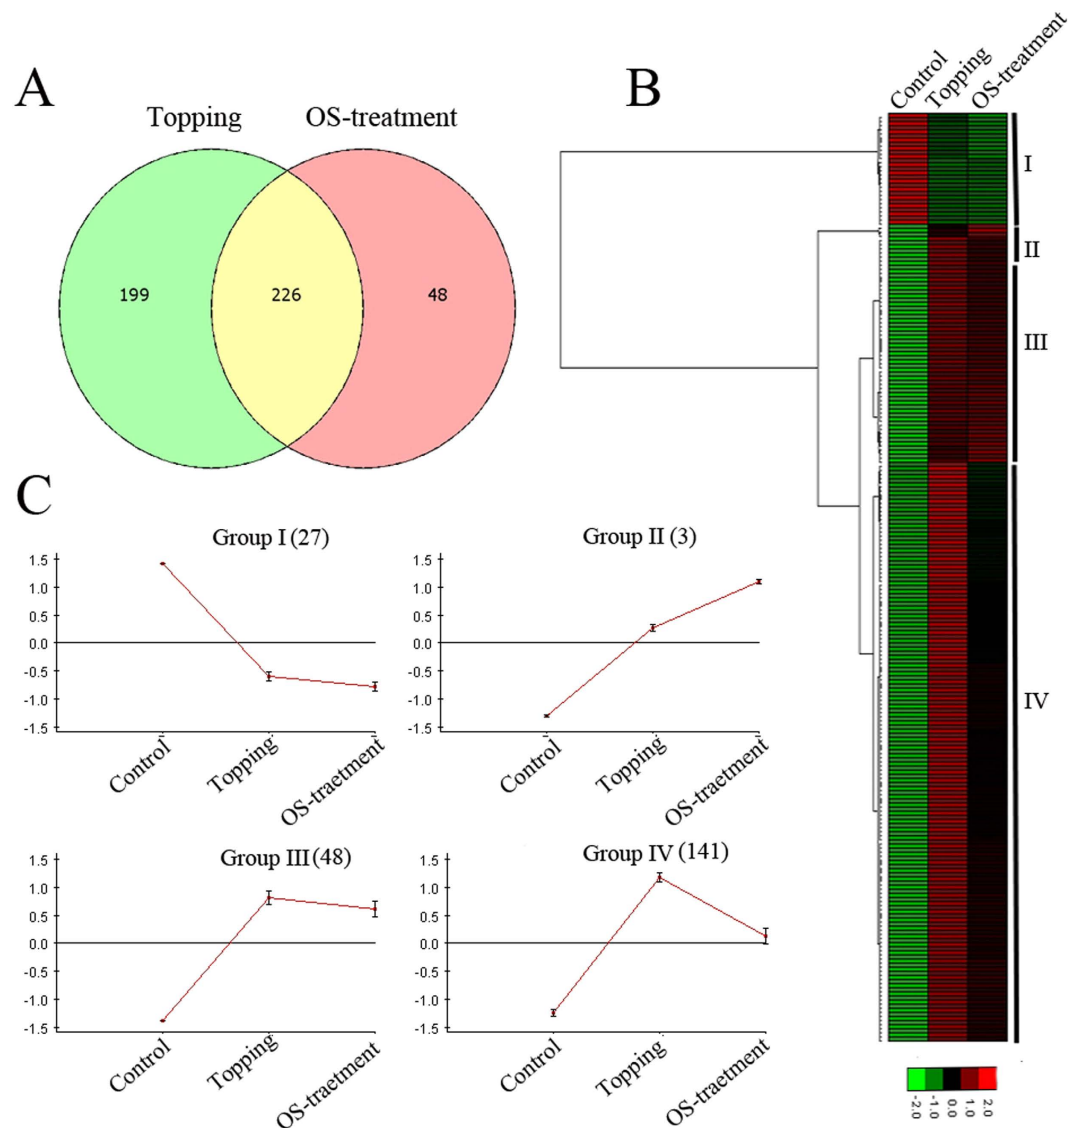 A
Topping OS-treatment
199 226 48
B
Control Topping OS-treatment
I
II
III
IV
-2.0 -1.0 0.0 1.0 2.0
C
Group I (27)
1.5
1.0
0.5
0.0
-0.5
-1.0
-1.5
Control Topping OS-traetment
Group II (3)
1.5
1.0
0.5
0.0
-0.5
-1.0
-1.5
Control Topping OS-traetment
Group III (48)
1.5
1.0
0.5
0.0
-0.5
-1.0
-1.5
Control Topping OS-traetment
Group IV (141)
1.5
1.0
0.5
0.0
-0.5
-1.0
-1.5
Control Topping OS-traetment